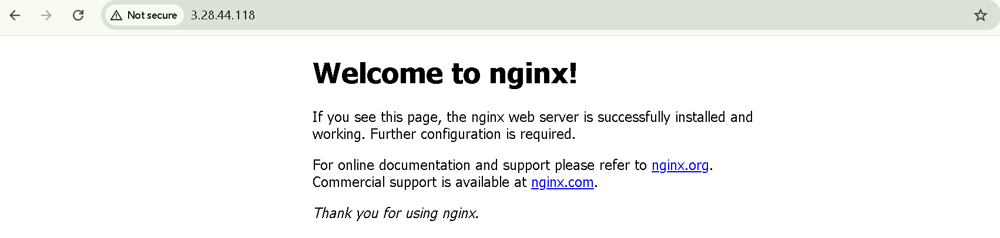 Not secure 3.28.44.118
Welcome to nginx!
If you see this page, the nginx web server is successfully installed and
working. Further configuration is required.
For online documentation and support please refer to nginx.org.
Commercial support is available at nginx.com.
Thank you for using nginx.